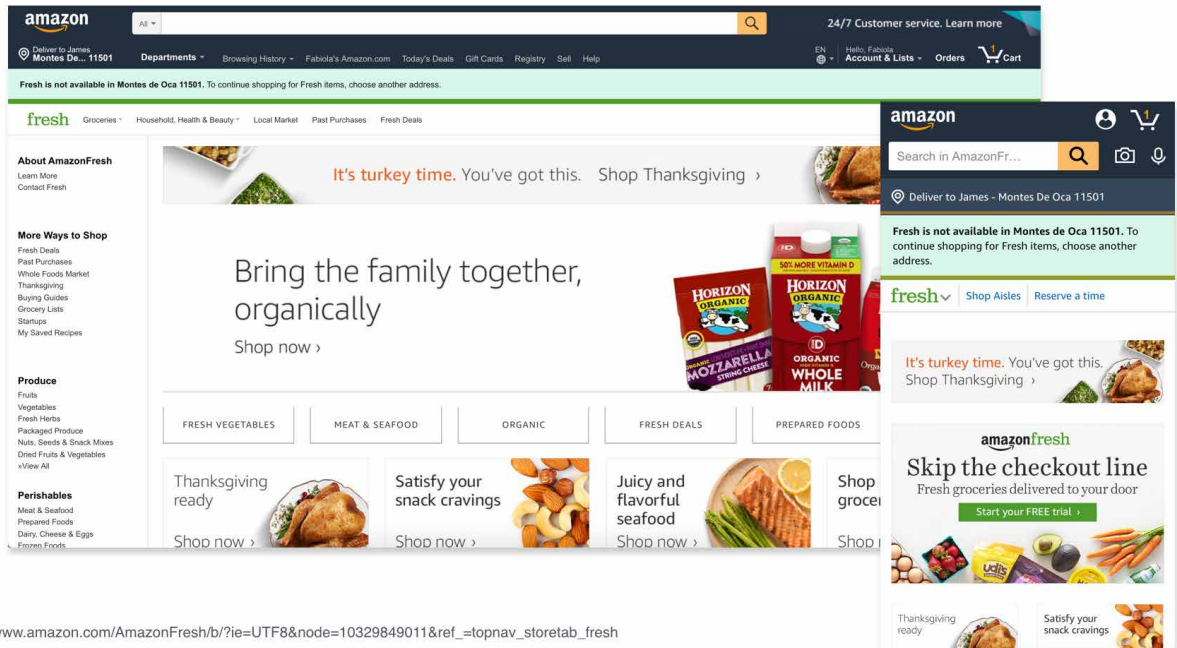 amazon
All
24/7 Customer service. Learn more
Deliver to James
Montes De... 11501
Departments
Browsing History
Fabiola's Amazon.com
Today's Deals
Gift Cards
Registry
Sell
Help
EN
Hello, Fabiola
Account & Lists
Orders
1
Cart
Fresh is not available in Montes de Oca 11501. To continue shopping for Fresh items, choose another address.
fresh
Groceries
Household, Health & Beauty
Local Market
Past Purchases
Fresh Deals
About AmazonFresh
Learn More
Contact Fresh
More Ways to Shop
Fresh Deals
Past Purchases
Whole Foods Market
Thanksgiving
Buying Guides
Grocery Lists
Startups
My Saved Recipes
Produce
Fruits
Vegetables
Fresh Herbs
Packaged Produce
Nuts, Seeds & Snack Mixes
Dried Fruits & Vegetables
»View All
Perishables
Meat & Seafood
Prepared Foods
Dairy, Cheese & Eggs
Frozen Foods
It's turkey time. You've got this. Shop Thanksgiving ›
Bring the family together,
organically
Shop now ›
HORIZON
ORGANIC
MOZZARELLA
STRING CHEESE
50% MORE VITAMIN D
HORIZON
ORGANIC
ORGANIC
WHOLE
MILK
FRESH VEGETABLES
MEAT & SEAFOOD
ORGANIC
FRESH DEALS
PREPARED FOODS
Thanksgiving
ready
Shop now ›
Satisfy your
snack cravings
Shop now ›
Juicy and
flavorful
seafood
Shop now ›
Shop
grocer
Shop
amazon
1
Search in AmazonFr...
Deliver to James - Montes De Oca 11501
Fresh is not available in Montes de Oca 11501. To
continue shopping for Fresh items, choose another
address.
fresh
Shop Aisles
Reserve a time
It's turkey time. You've got this.
Shop Thanksgiving ›
amazonfresh
Skip the checkout line
Fresh groceries delivered to your door
Start your FREE trial ›
udi's
Thanksgiving
ready
Satisfy your
snack cravings
www.amazon.com/AmazonFresh/b/?ie=UTF8&node=10329849011&ref_=topnav_storetab_fresh